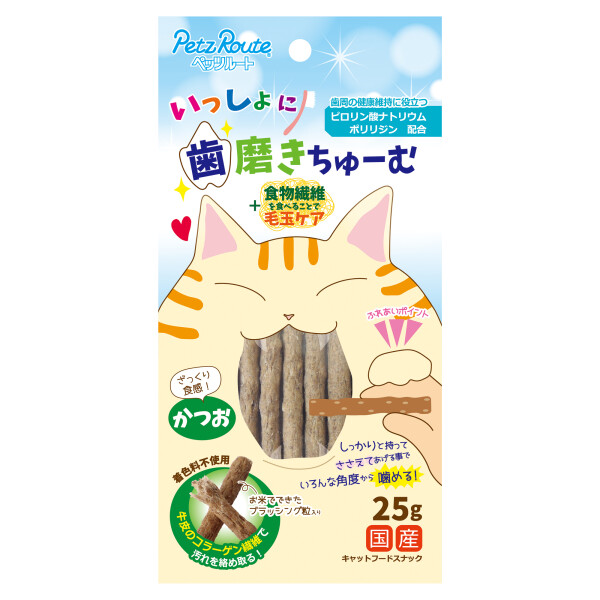 Petz Route
ペッツルート
歯周の健康維持に役立つ
ピロリン酸ナトリウム
ポリリジン 配合
いっしょに
歯磨きちゅーむ
+食物繊維
を食べることで
毛玉ケア
ふれあいポイント
ざっくり
食感!
かつお
しっかりと持って
ささえてあげる事で
いろんな角度から噛める!
着色料不使用
お米でできた
ブラッシング粒入り
牛皮のコラーゲン繊維で
汚れを絡め取る!
25g
国産
キャットフードスナック